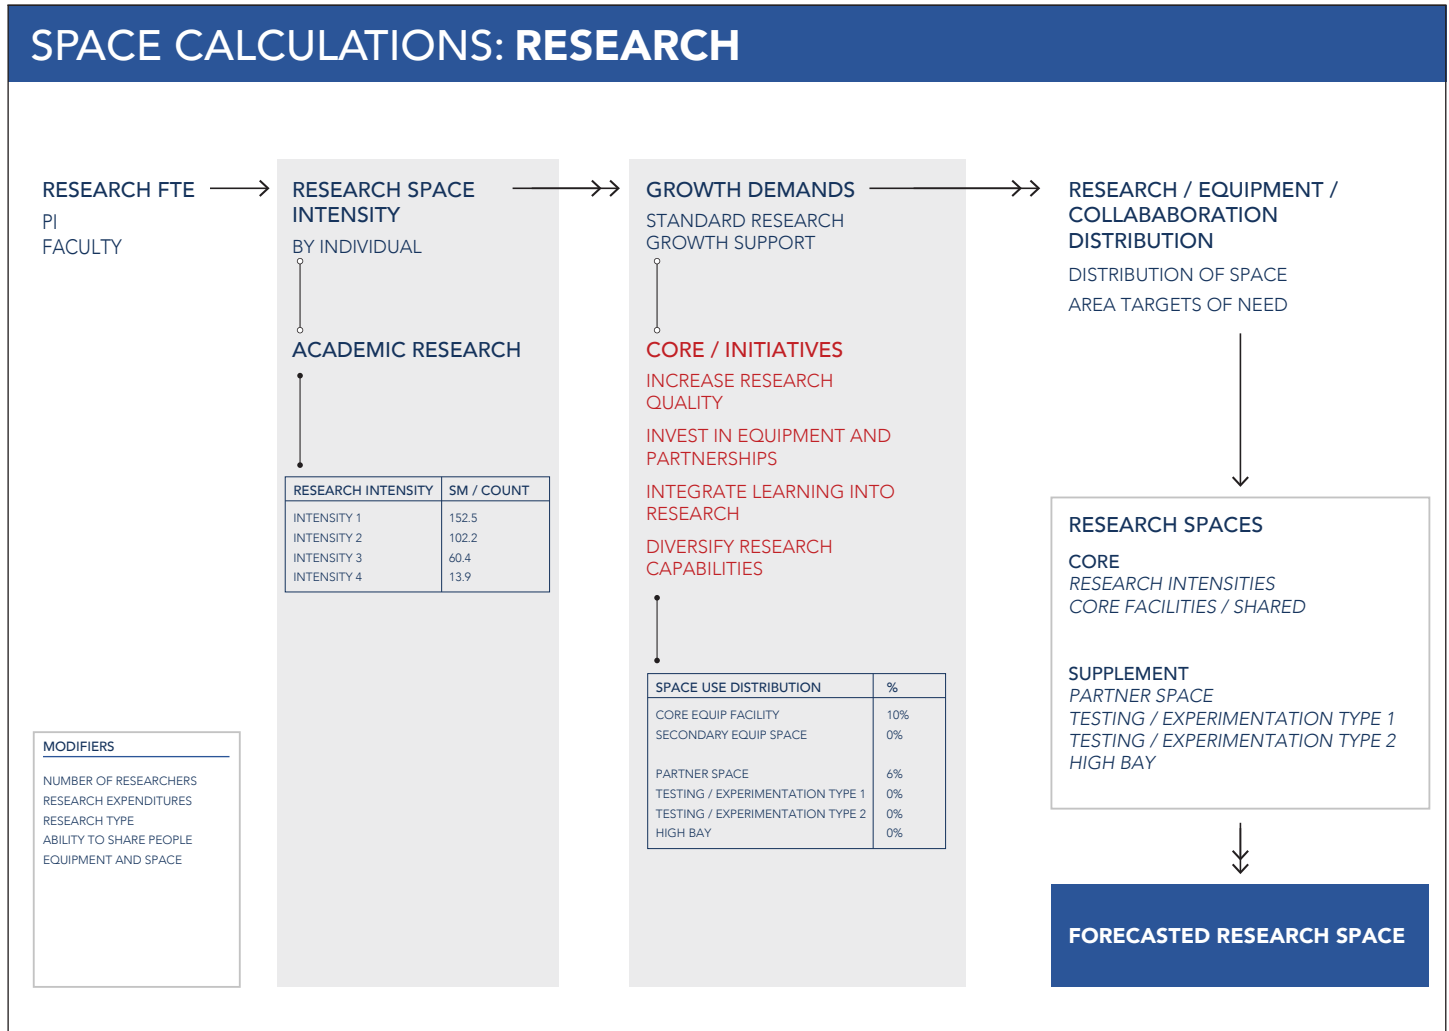 SPACE CALCULATIONS: RESEARCH
RESEARCH FTE
PI
FACULTY
RESEARCH SPACE
INTENSITY
BY INDIVIDUAL
ACADEMIC RESEARCH
RESEARCH INTENSITY SM / COUNT
INTENSITY 1 152.5
INTENSITY 2 102.2
INTENSITY 3 60.4
INTENSITY 4 13.9
GROWTH DEMANDS
STANDARD RESEARCH
GROWTH SUPPORT
CORE / INITIATIVES
INCREASE RESEARCH
QUALITY
INVEST IN EQUIPMENT AND
PARTNERSHIPS
INTEGRATE LEARNING INTO
RESEARCH
DIVERSIFY RESEARCH
CAPABILITIES
SPACE USE DISTRIBUTION %
CORE EQUIP FACILITY 10%
SECONDARY EQUIP SPACE 0%
PARTNER SPACE 6%
TESTING / EXPERIMENTATION TYPE 1 0%
TESTING / EXPERIMENTATION TYPE 2 0%
HIGH BAY 0%
RESEARCH / EQUIPMENT /
COLLABABORATION
DISTRIBUTION
DISTRIBUTION OF SPACE
AREA TARGETS OF NEED
RESEARCH SPACES
CORE
RESEARCH INTENSITIES
CORE FACILITIES / SHARED
SUPPLEMENT
PARTNER SPACE
TESTING / EXPERIMENTATION TYPE 1
TESTING / EXPERIMENTATION TYPE 2
HIGH BAY
FORECASTED RESEARCH SPACE
MODIFIERS
NUMBER OF RESEARCHERS
RESEARCH EXPENDITURES
RESEARCH TYPE
ABILITY TO SHARE PEOPLE
EQUIPMENT AND SPACE